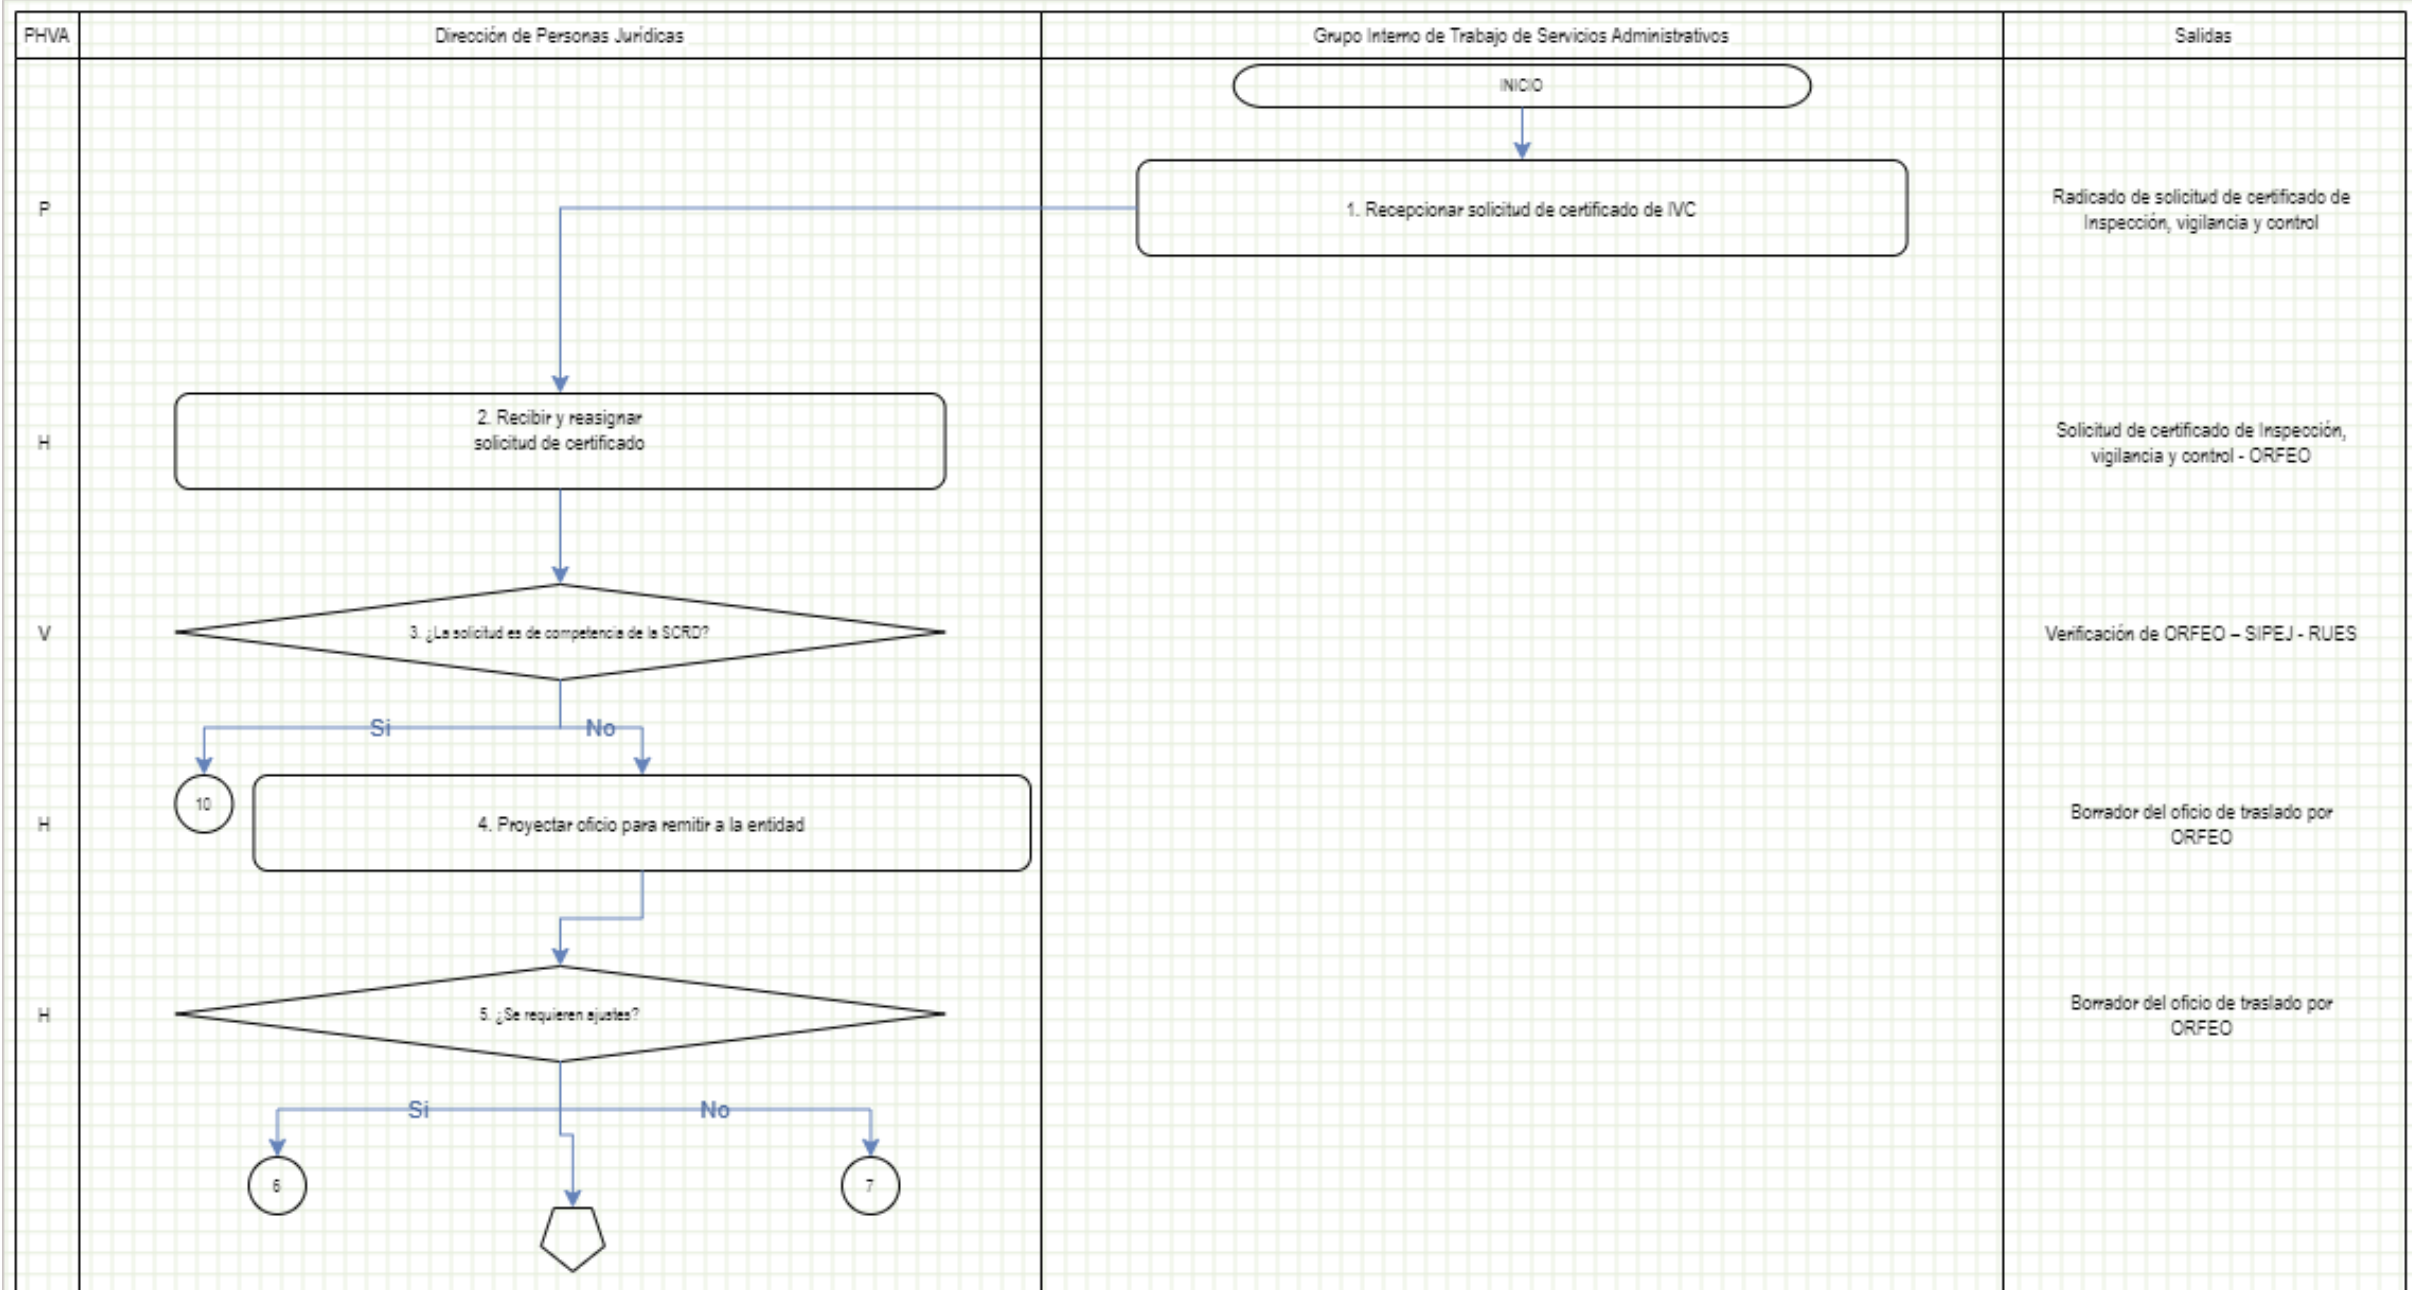 PHVA
Dirección de Personas Jurídicas
Grupo Interno de Trabajo de Servicios Administrativos
Salidas
INICIO
P
1. Recepcionar solicitud de certificado de IVC
Radicado de solicitud de certificado de
Inspección, vigilancia y control
H
2. Recibir y reasignar
solicitud de certificado
Solicitud de certificado de Inspección,
vigilancia y control - ORFEO
V
3. ¿La solicitud es de competencia de la SCRD?
Verificación de ORFEO – SIPEJ - RUES
Si
No
H
10
4. Proyectar oficio para remitir a la entidad
Borrador del oficio de traslado por
ORFEO
H
5. ¿Se requieren ajustes?
Borrador del oficio de traslado por
ORFEO
Si
No
6
7